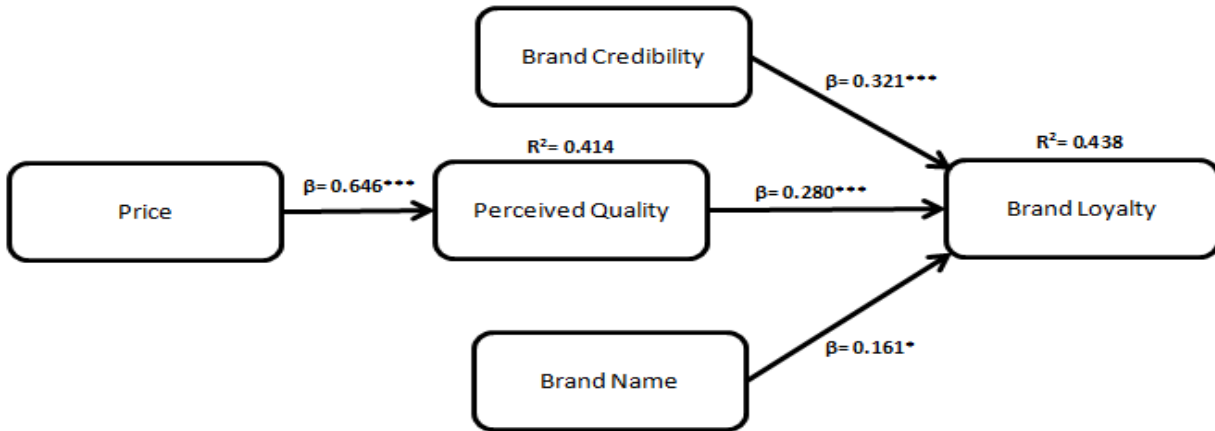 Brand Credibility
β= 0.321***
R²= 0.414
R²= 0.438
Price
β= 0.646***
Perceived Quality
β= 0.280***
Brand Loyalty
β= 0.161*
Brand Name